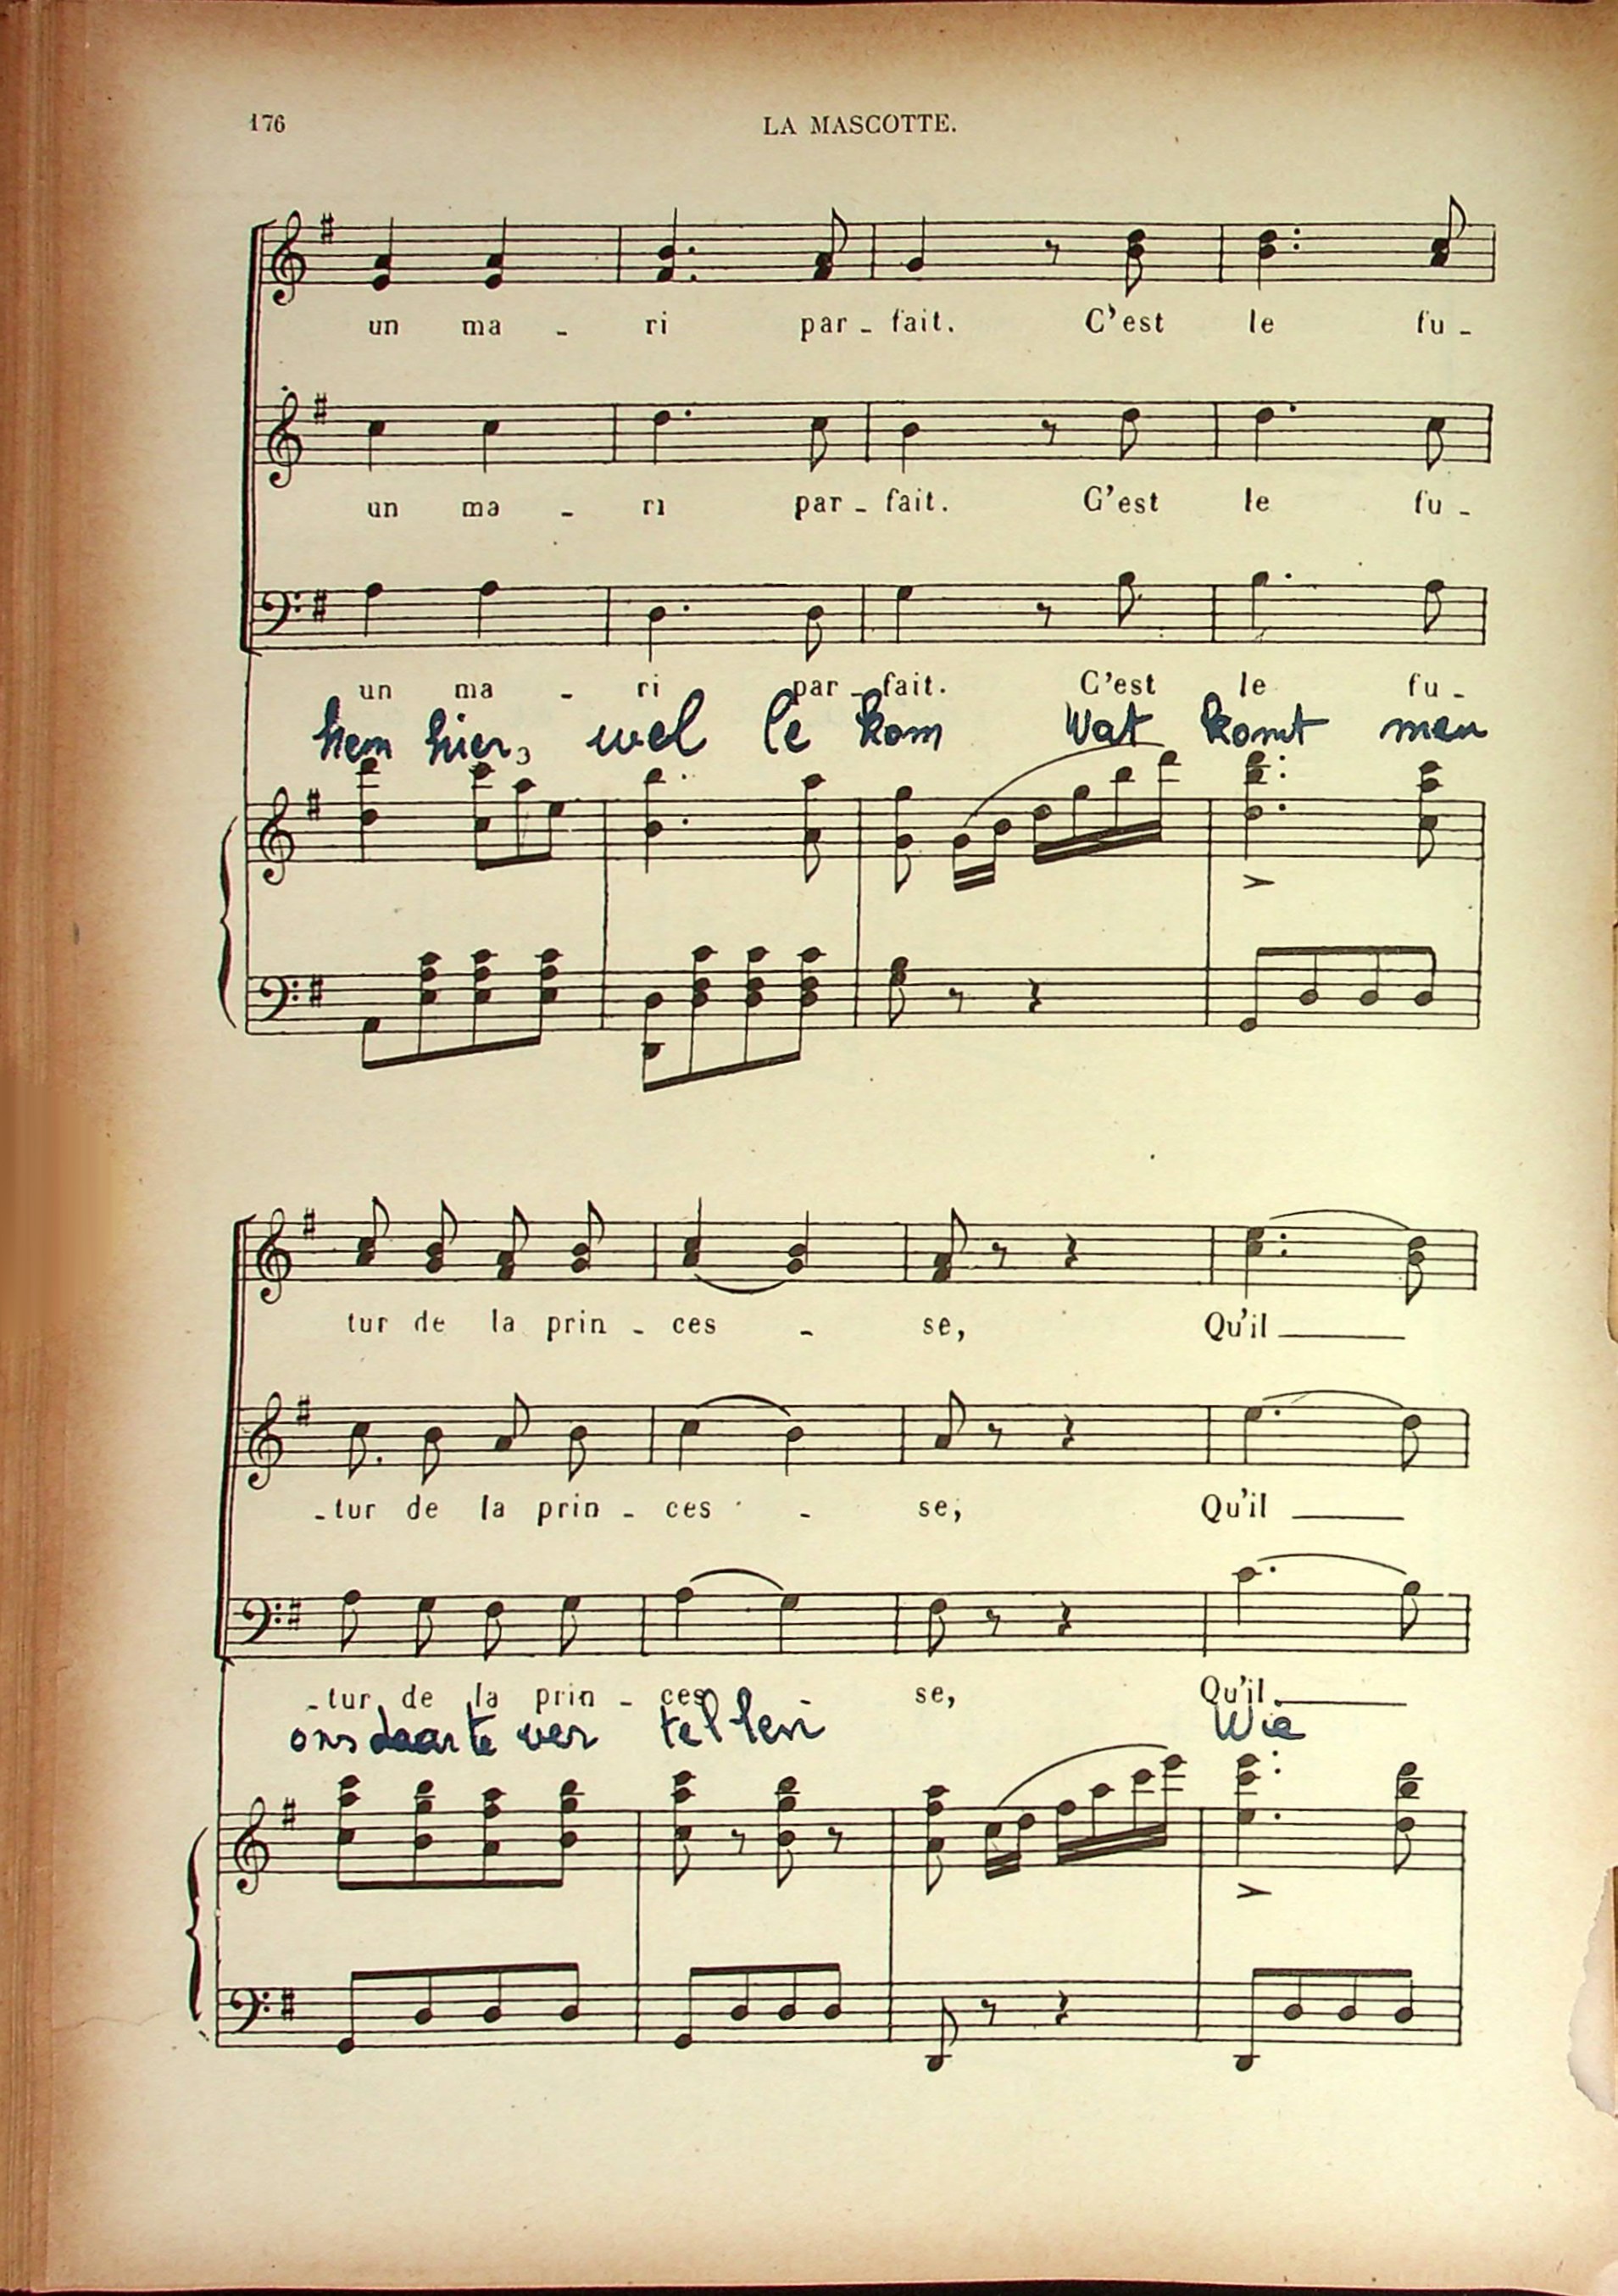 176
LA MASCOTTE.
un ma - ri par - fait. C'est le fu -
un ma - ri par - fait. C'est le fu -
un ma - ri par - fait. C'est le fu -
hem hier, wel le kom Wat komt men
tur de la prin - ces - se, Qu'il
- tur de la prin - ces - se, Qu'il
- tur de la prin - ces se, Qu'il
ons daar te ver tellen Wie